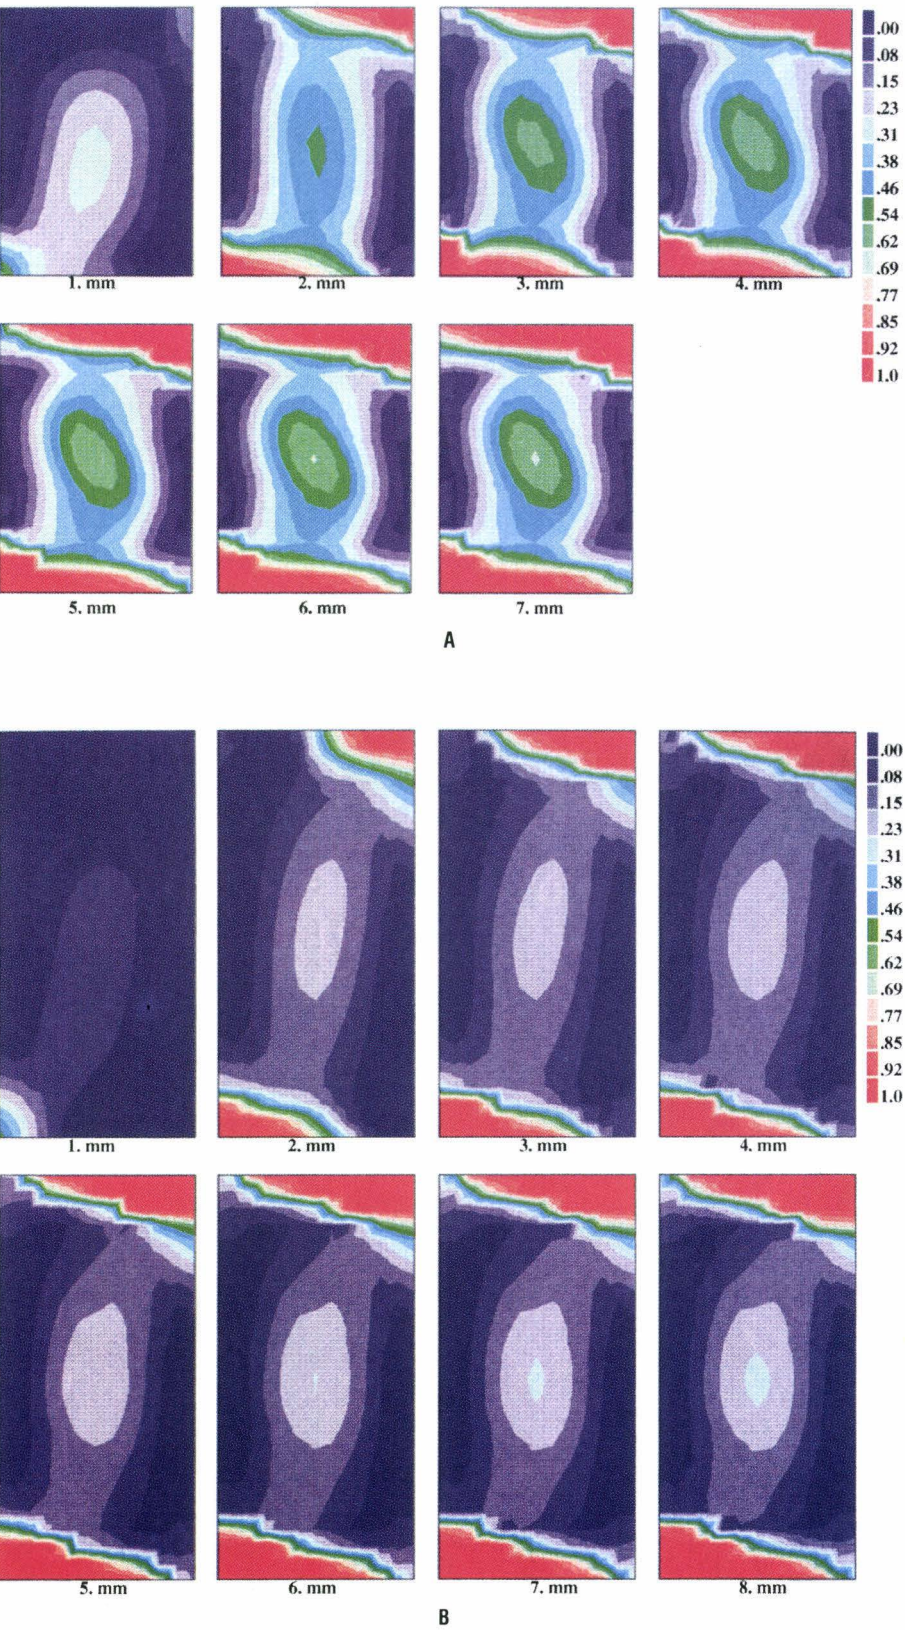 1. mm
2. mm
3. mm
4. mm
.00
.08
.15
.23
.31
.38
.46
.54
.62
.69
.77
.85
.92
1.0
5. mm
6. mm
7. mm
A
1. mm
2. mm
3. mm
4. mm
.00
.08
.15
.23
.31
.38
.46
.54
.62
.69
.77
.85
.92
1.0
5. mm
6. mm
7. mm
8. mm
B